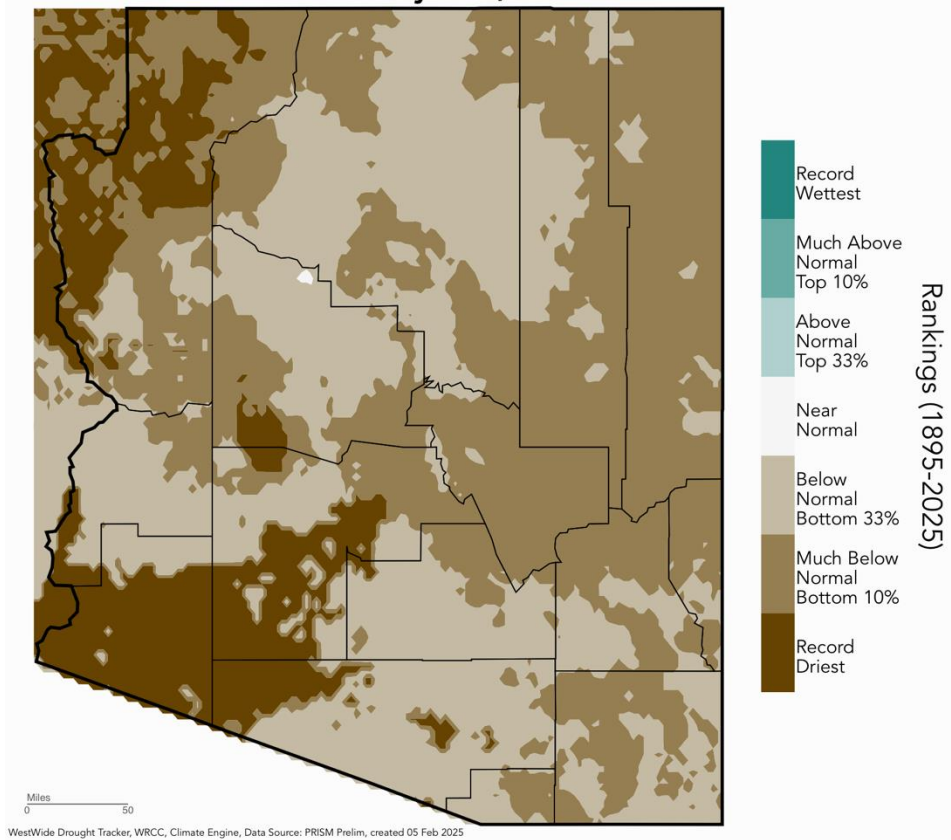 Record
Wettest
Much Above
Normal
Top 10%
Above
Normal
Top 33%
Near
Normal
Below
Normal
Bottom 33%
Much Below
Normal
Bottom 10%
Record
Driest
Rankings (1895-2025)
Miles
0 50
WestWide Drought Tracker, WRCC, Climate Engine, Data Source: PRISM Prelim, created 05 Feb 2025